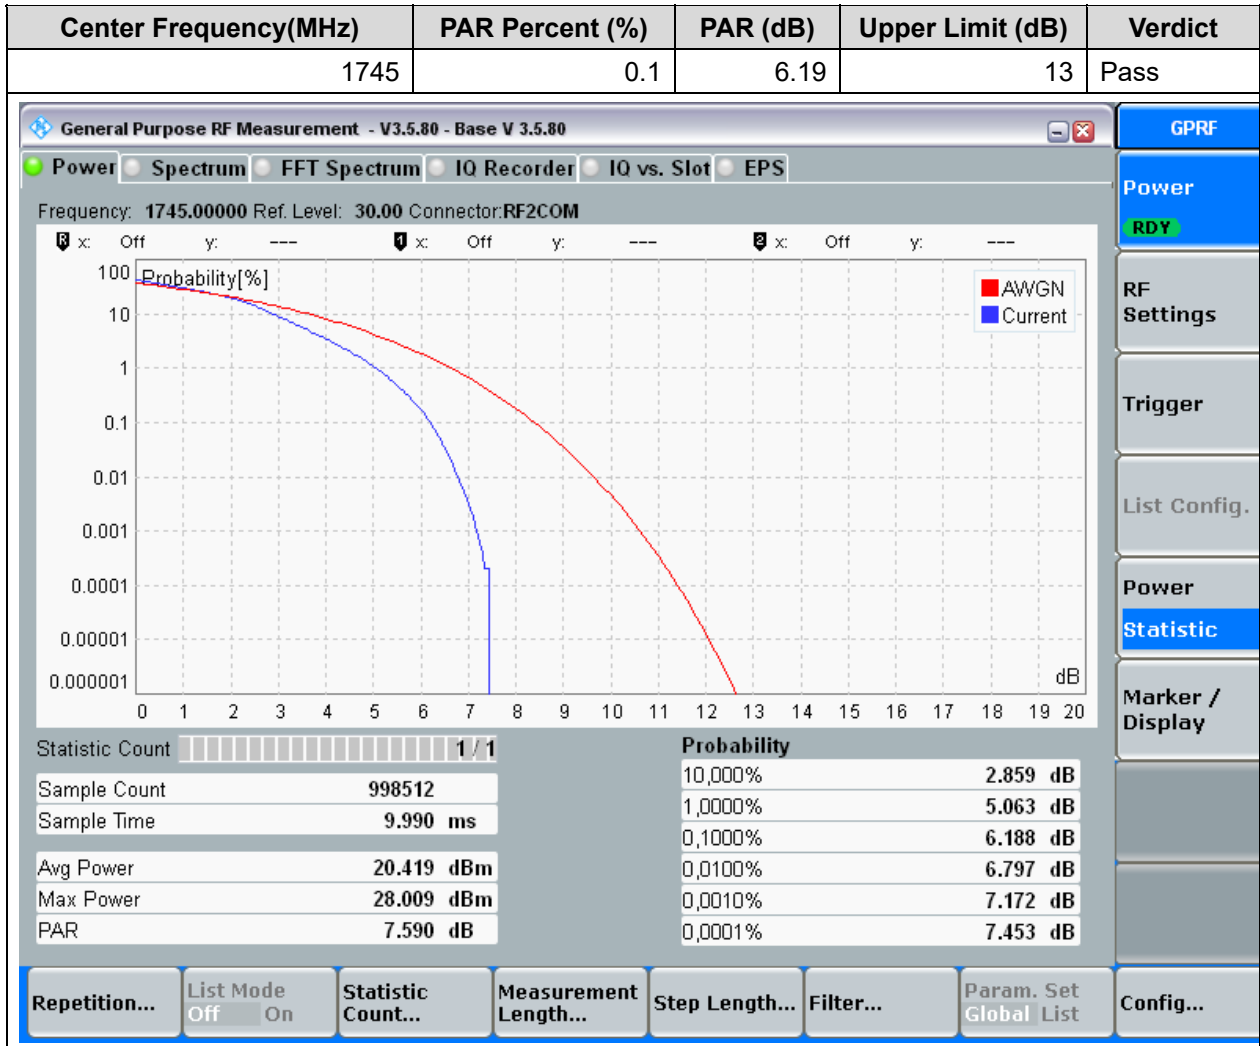 Center Frequency(MHz) PAR Percent (%) PAR (dB) Upper Limit (dB) Verdict
1745 0.1 6.19 13 Pass
General Purpose RF Measurement - V3.5.80 - Base V 3.5.80
GPRF
Power Spectrum FFT Spectrum IQ Recorder IQ vs. Slot EPS
Frequency: 1745.00000 Ref. Level: 30.00 Connector:RF2COM
R x: Off y: --- 1 x: Off y: --- 2 x: Off y: ---
Probability[%]
AWGN
Current
100
10
1
0.1
0.01
0.001
0.0001
0.00001
0.000001
dB
0 1 2 3 4 5 6 7 8 9 10 11 12 13 14 15 16 17 18 19 20
Statistic Count 1 / 1
Sample Count 998512
Sample Time 9.990 ms
Avg Power 20.419 dBm
Max Power 28.009 dBm
PAR 7.590 dB
Probability
10,000% 2.859 dB
1,0000% 5.063 dB
0,1000% 6.188 dB
0,0100% 6.797 dB
0,0010% 7.172 dB
0,0001% 7.453 dB
Power
RDY
RF
Settings
Trigger
List Config.
Power
Statistic
Marker /
Display
Repetition...
List Mode
Off On
Statistic
Count...
Measurement
Length...
Step Length...
Filter...
Param. Set
Global List
Config...